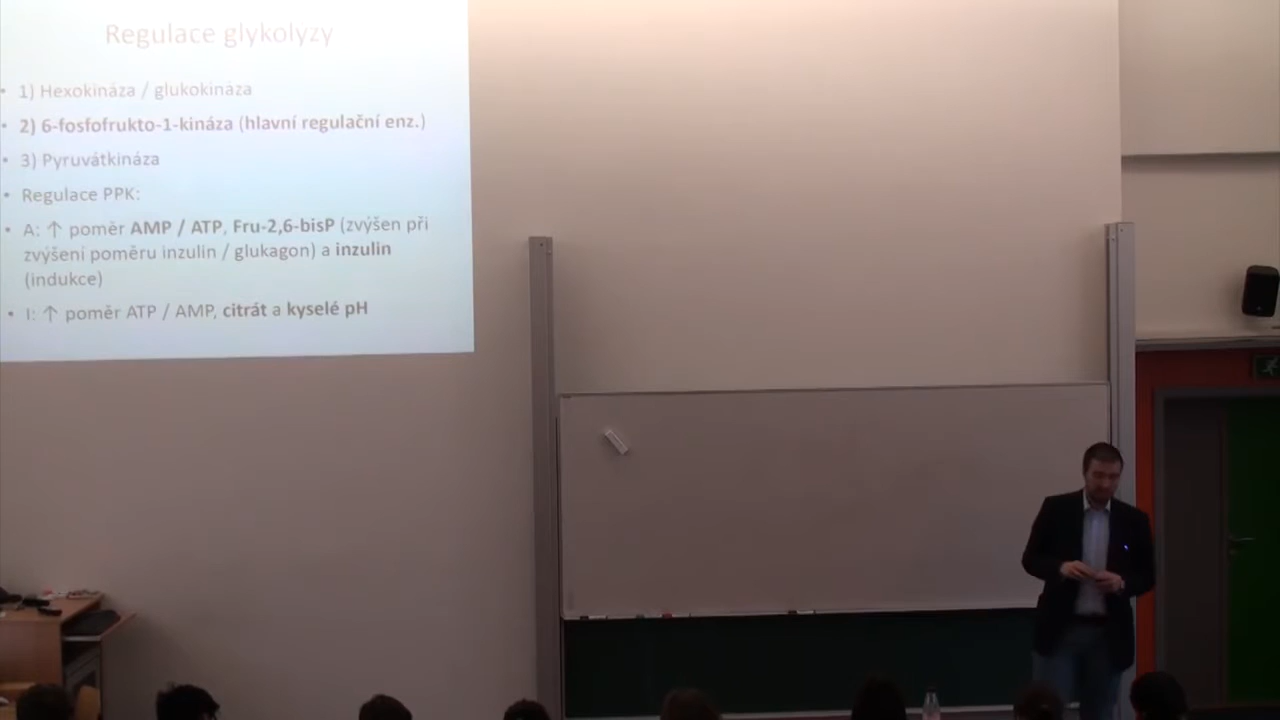 Regulace glykolyzy
• 1) Hexokináza / glukokináza
• 2) 6-fosfofrukto-1-kináza (hlavní regulační enz.)
• 3) Pyruvátkináza
• Regulace PPK:
• A: ↑ poměr AMP / ATP, Fru-2,6-bisP (zvýšen při
zvýšení poměru inzulin / glukagon) a inzulin
(indukce)
• I: ↑ poměr ATP / AMP, citrát a kyselé pH